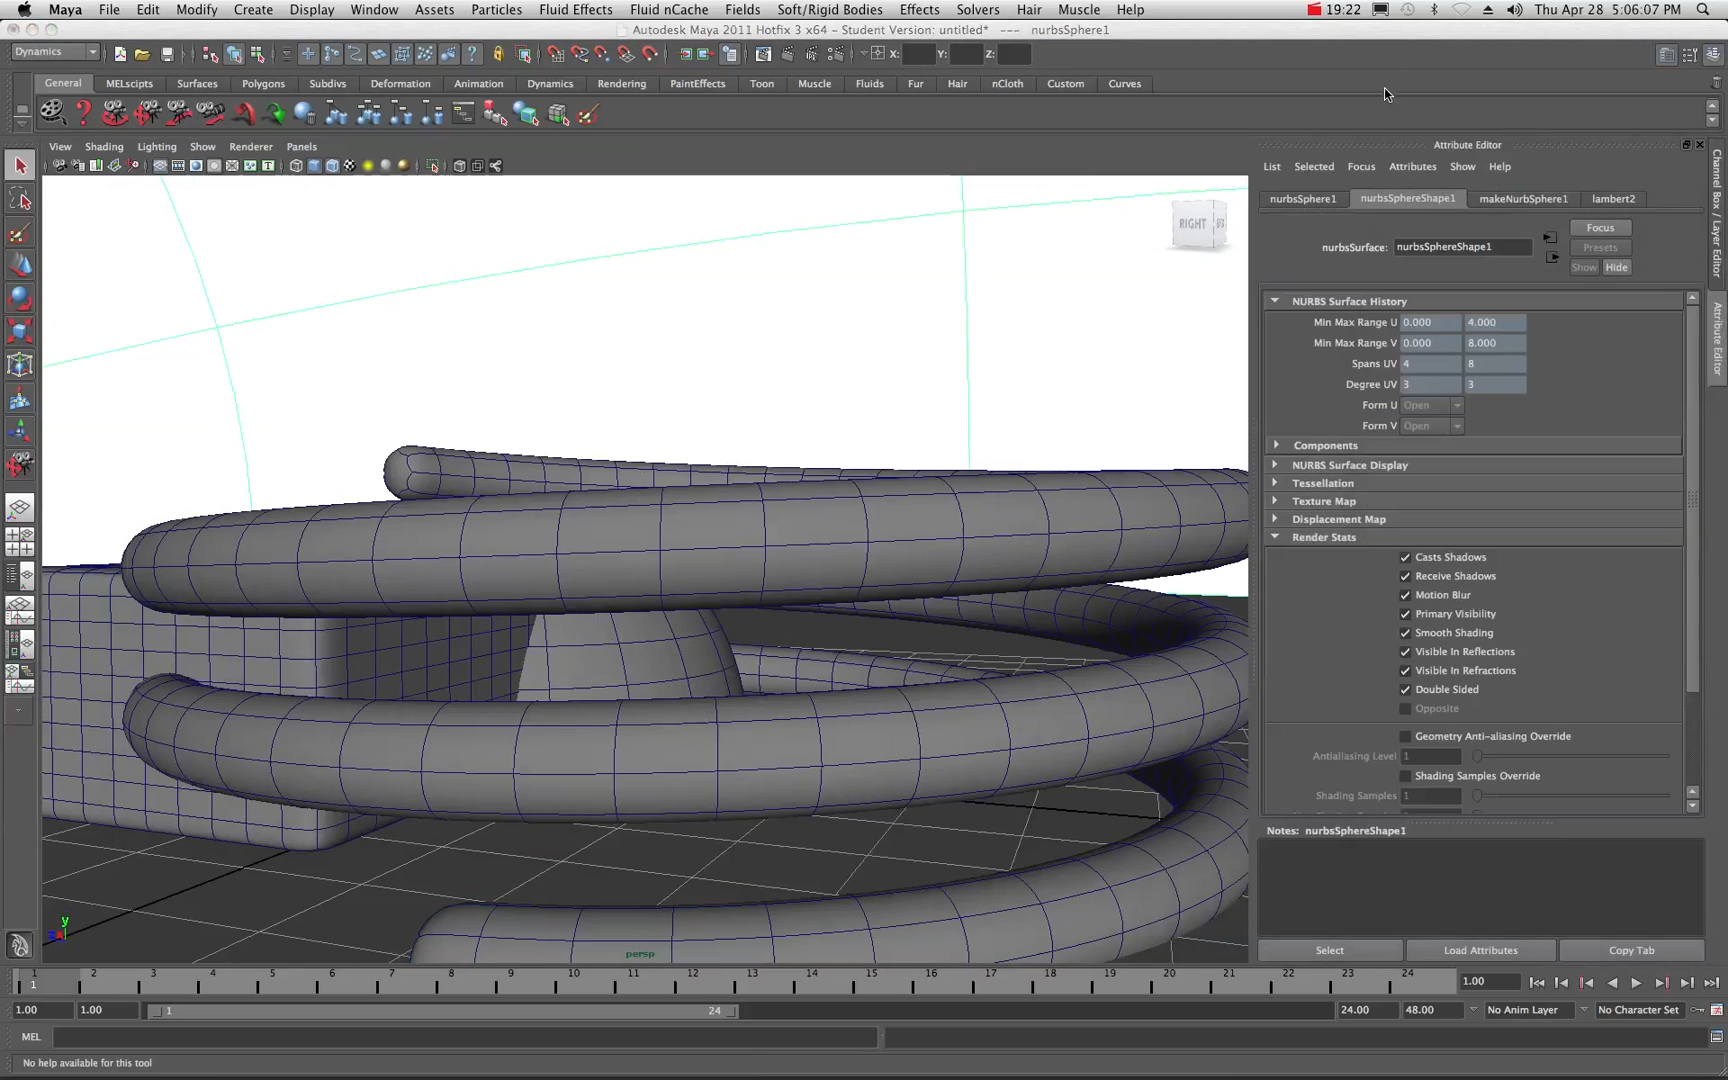 Maya File Edit Modify Create Display Window Assets Particles Fluid Effects Fluid nCache Fields Soft/Rigid Bodies Effects Solvers Hair Muscle Help 19:22 Thu Apr 28 5:06:07 PM
Autodesk Maya 2011 Hotfix 3 x64 - Student Version: untitled* --- nurbsSphere1
Dynamics X: Y: Z:
General MELscipts Surfaces Polygons Subdivs Deformation Animation Dynamics Rendering PaintEffects Toon Muscle Fluids Fur Hair nCloth Custom Curves
View Shading Lighting Show Renderer Panels
Attribute Editor
List Selected Focus Attributes Show Help
nurbsSphere1 nurbsSphereShape1 makeNurbSphere1 lambert2
RIGHT
Focus
nurbsSurface: nurbsSphereShape1 Presets
Show Hide
NURBS Surface History
Min Max Range U 0.000 4.000
Min Max Range V 0.000 8.000
Spans UV 4 8
Degree UV 3 3
Form U Open
Form V Open
Components
NURBS Surface Display
Tessellation
Texture Map
Displacement Map
Render Stats
Casts Shadows
Receive Shadows
Motion Blur
Primary Visibility
Smooth Shading
Visible In Reflections
Visible In Refractions
Double Sided
Opposite
Geometry Anti-aliasing Override
Antialiasing Level 1
Shading Samples Override
Shading Samples 1
Notes: nurbsSphereShape1
Select Load Attributes Copy Tab
Channel Box / Layer Editor
Attribute Editor
y
persp
1 2 3 4 5 6 7 8 9 10 11 12 13 14 15 16 17 18 19 20 21 22 23 24
1 1.00
1.00 1.00 1 24 24.00 48.00 No Anim Layer No Character Set
MEL
No help available for this tool